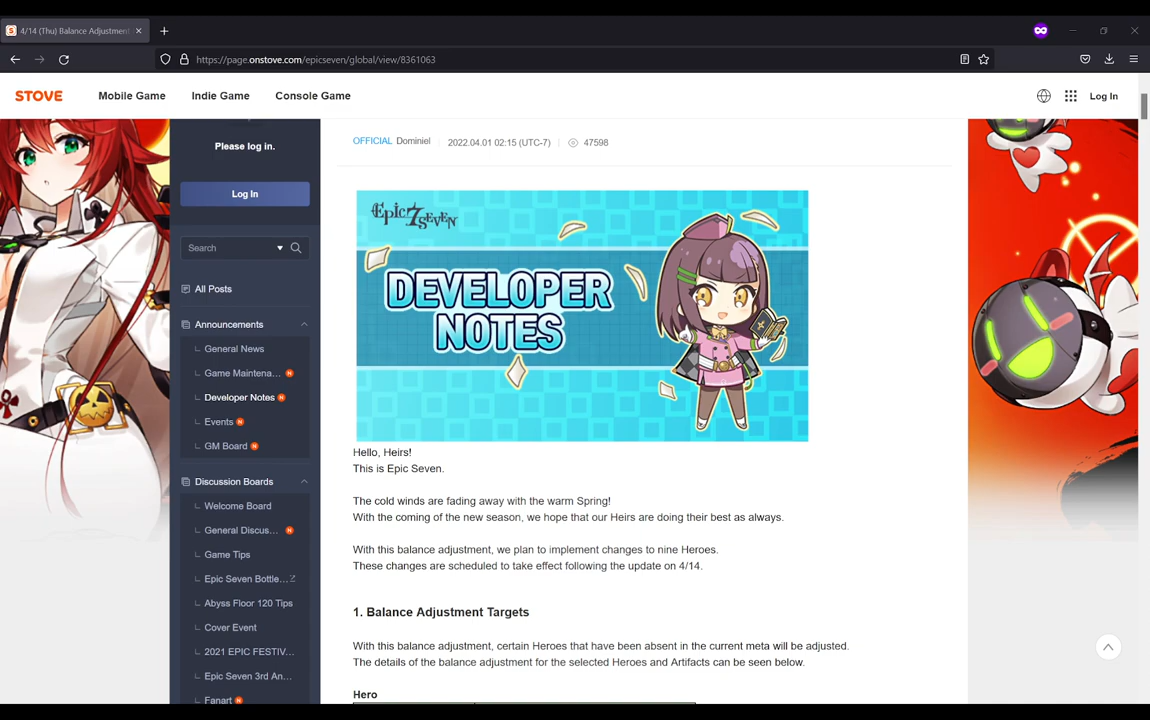 4/14 (Thu) Balance Adjustment
https://page.onstove.com/epicseven/global/view/8361063
STOVE
Mobile Game
Indie Game
Console Game
Log In
Please log in.
Log In
Search
All Posts
Announcements
General News
Game Maintena... N
Developer Notes N
Events N
GM Board N
Discussion Boards
Welcome Board
General Discus... N
Game Tips
Epic Seven Bottle...
Abyss Floor 120 Tips
Cover Event
2021 EPIC FESTIV...
Epic Seven 3rd An...
Fanart N
OFFICIAL Dominiel 2022.04.01 02:15 (UTC-7) 47598
Epic7 SEVEN
DEVELOPER
NOTES
Hello, Heirs!
This is Epic Seven.
The cold winds are fading away with the warm Spring!
With the coming of the new season, we hope that our Heirs are doing their best as always.
With this balance adjustment, we plan to implement changes to nine Heroes.
These changes are scheduled to take effect following the update on 4/14.
1. Balance Adjustment Targets
With this balance adjustment, certain Heroes that have been absent in the current meta will be adjusted.
The details of the balance adjustment for the selected Heroes and Artifacts can be seen below.
Hero